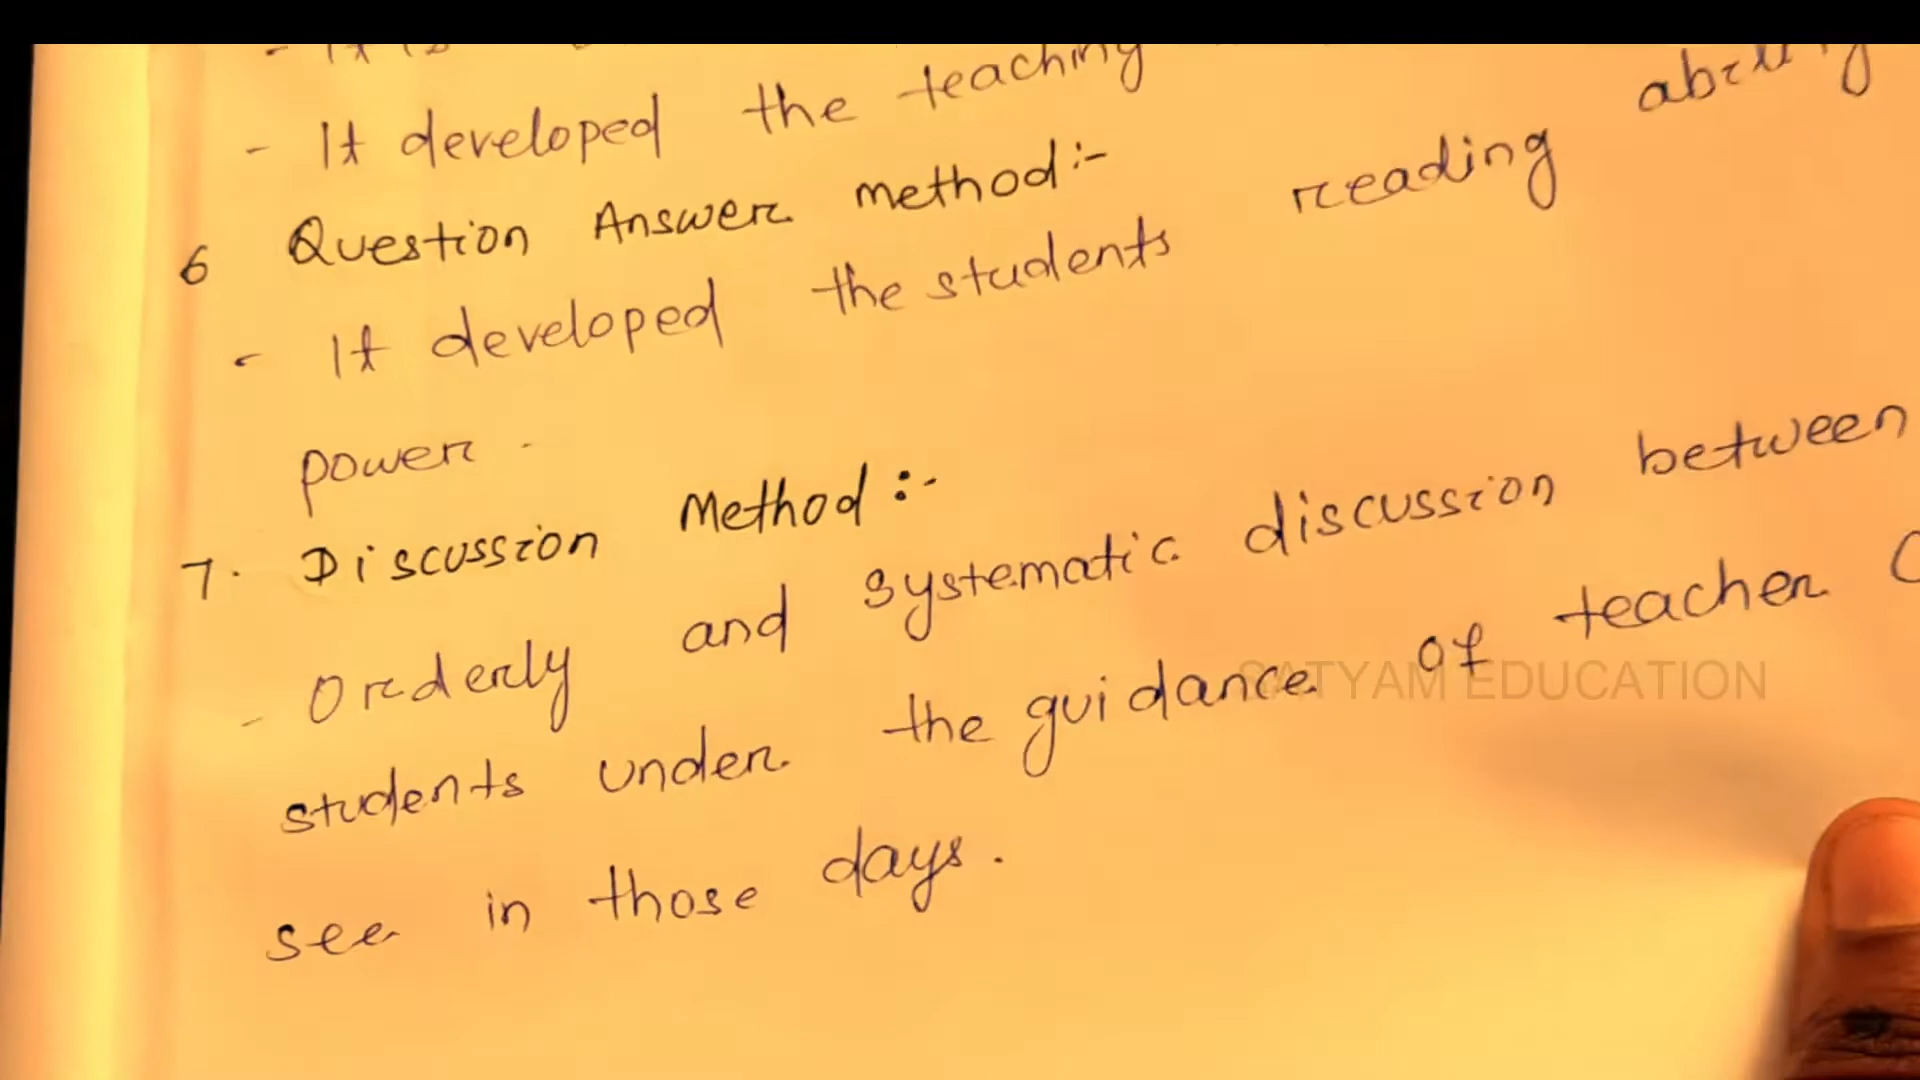 - It developed the teaching
6 Question Answer method:-
- It developed the students reading ability
power.
7. Discussion Method:-
- Orderly and systematic discussion between
students under the guidance of teacher
see in those days.
SATYAM EDUCATION